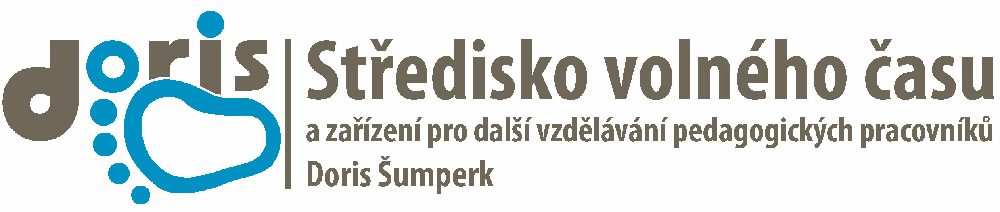 doris
Středisko volného času
a zařízení pro další vzdělávání pedagogických pracovníků
Doris Šumperk